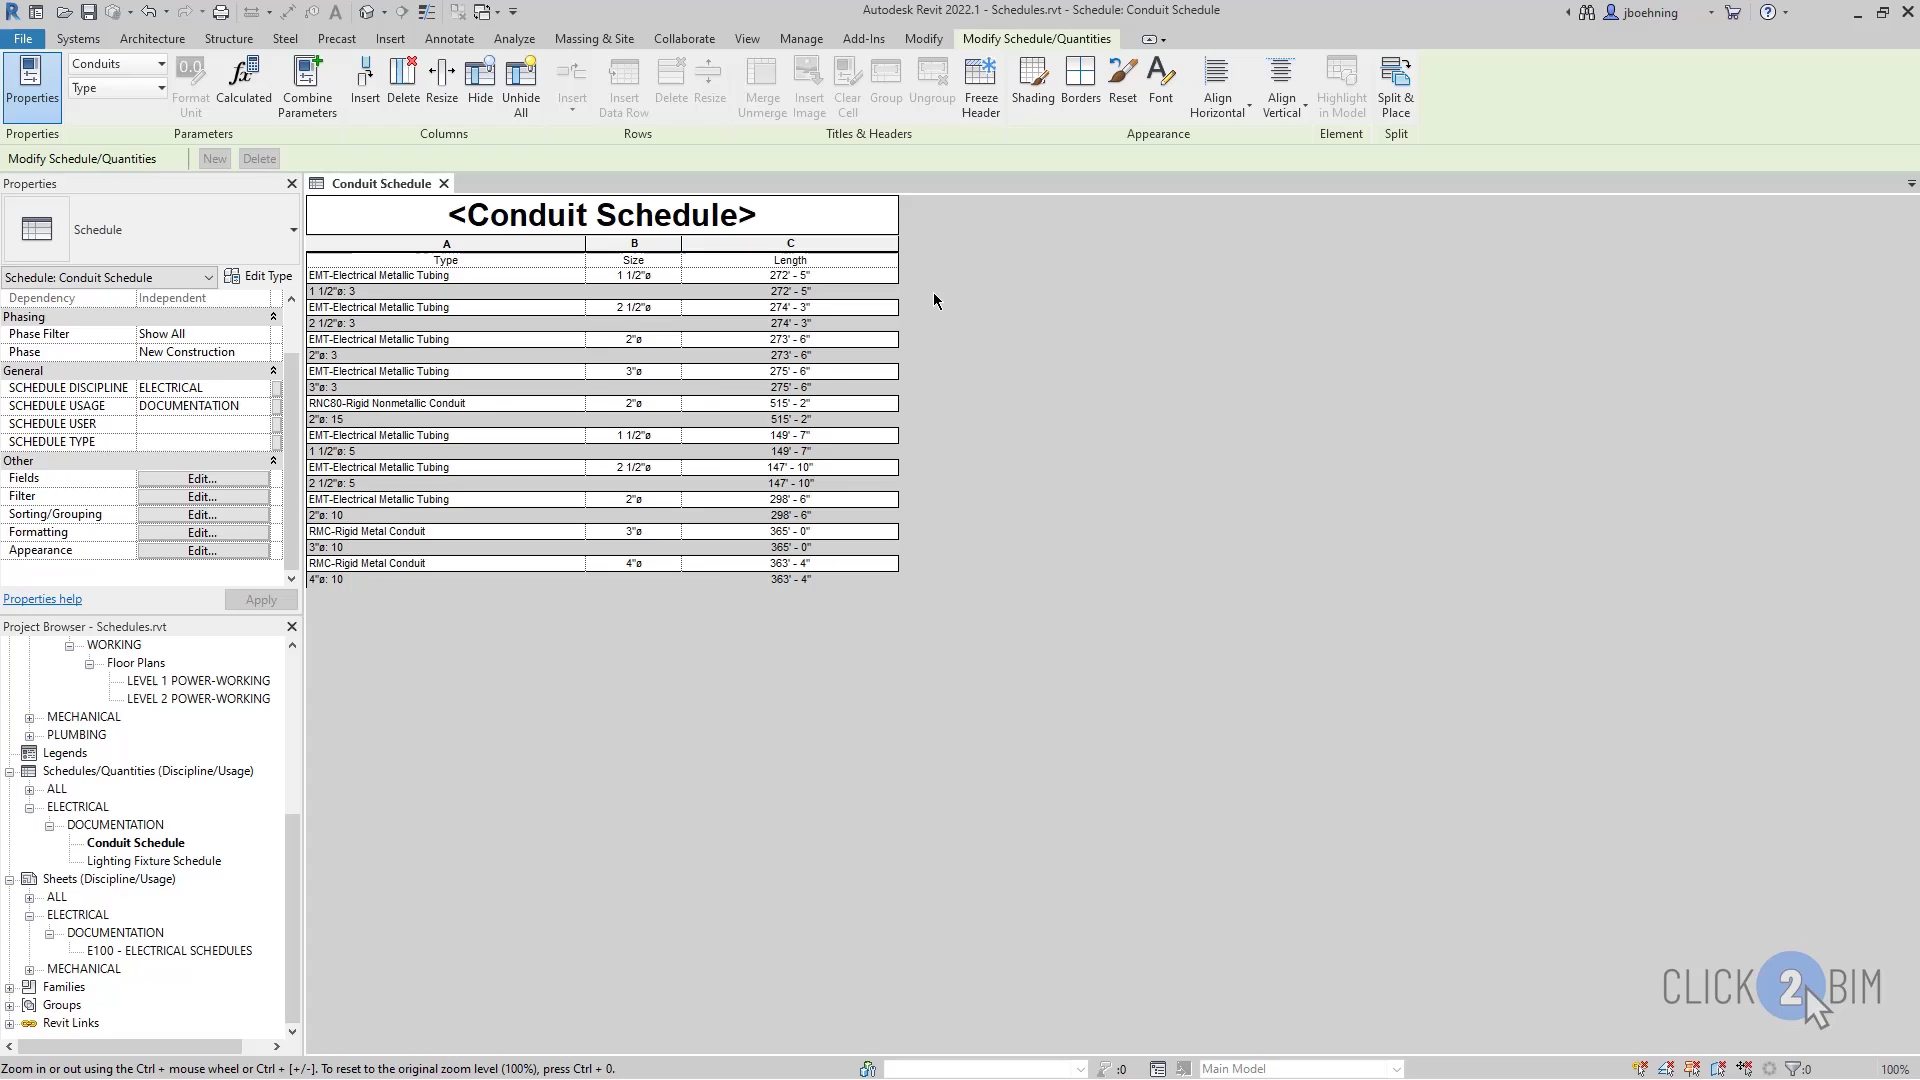 Autodesk Revit 2022.1 - Schedules.rvt - Schedule: Conduit Schedule
jboehning
File Systems Architecture Structure Steel Precast Insert Annotate Analyze Massing & Site Collaborate View Manage Add-Ins Modify Modify Schedule/Quantities
Properties
Conduits
Type
Format
Unit
Calculated
Combine
Parameters
Insert
Delete
Resize
Hide
Unhide
All
Insert
Insert
Data Row
Delete
Resize
Merge
Unmerge
Insert
Image
Clear
Cell
Group
Ungroup
Freeze
Header
Shading
Borders
Reset
Font
Align
Horizontal
Align
Vertical
Highlight
in Model
Split &
Place
Properties Parameters Columns Rows Titles & Headers Appearance Element Split
Modify Schedule/Quantities New Delete
Properties
Schedule
Schedule: Conduit Schedule Edit Type
Dependency Independent
Phasing
Phase Filter Show All
Phase New Construction
General
SCHEDULE DISCIPLINE ELECTRICAL
SCHEDULE USAGE DOCUMENTATION
SCHEDULE USER
SCHEDULE TYPE
Other
Fields Edit...
Filter Edit...
Sorting/Grouping Edit...
Formatting Edit...
Appearance Edit...
Properties help Apply
Project Browser - Schedules.rvt
WORKING
Floor Plans
LEVEL 1 POWER-WORKING
LEVEL 2 POWER-WORKING
MECHANICAL
PLUMBING
Legends
Schedules/Quantities (Discipline/Usage)
ALL
ELECTRICAL
DOCUMENTATION
Conduit Schedule
Lighting Fixture Schedule
Sheets (Discipline/Usage)
ALL
ELECTRICAL
DOCUMENTATION
E100 - ELECTRICAL SCHEDULES
MECHANICAL
Families
Groups
Revit Links
Conduit Schedule
<Conduit Schedule>
A B C
Type Size Length
EMT-Electrical Metallic Tubing 1 1/2"ø 272' - 5"
1 1/2"ø: 3 272' - 5"
EMT-Electrical Metallic Tubing 2 1/2"ø 274' - 3"
2 1/2"ø: 3 274' - 3"
EMT-Electrical Metallic Tubing 2"ø 273' - 6"
2"ø: 3 273' - 6"
EMT-Electrical Metallic Tubing 3"ø 275' - 6"
3"ø: 3 275' - 6"
RNC80-Rigid Nonmetallic Conduit 2"ø 515' - 2"
2"ø: 15 515' - 2"
EMT-Electrical Metallic Tubing 1 1/2"ø 149' - 7"
1 1/2"ø: 5 149' - 7"
EMT-Electrical Metallic Tubing 2 1/2"ø 147' - 10"
2 1/2"ø: 5 147' - 10"
EMT-Electrical Metallic Tubing 2"ø 298' - 6"
2"ø: 10 298' - 6"
RMC-Rigid Metal Conduit 3"ø 365' - 0"
3"ø: 10 365' - 0"
RMC-Rigid Metal Conduit 4"ø 363' - 4"
4"ø: 10 363' - 4"
CLICK 2 BIM
Zoom in or out using the Ctrl + mouse wheel or Ctrl + [+/-]. To reset to the original zoom level (100%), press Ctrl + 0. :0 Main Model :0 100%